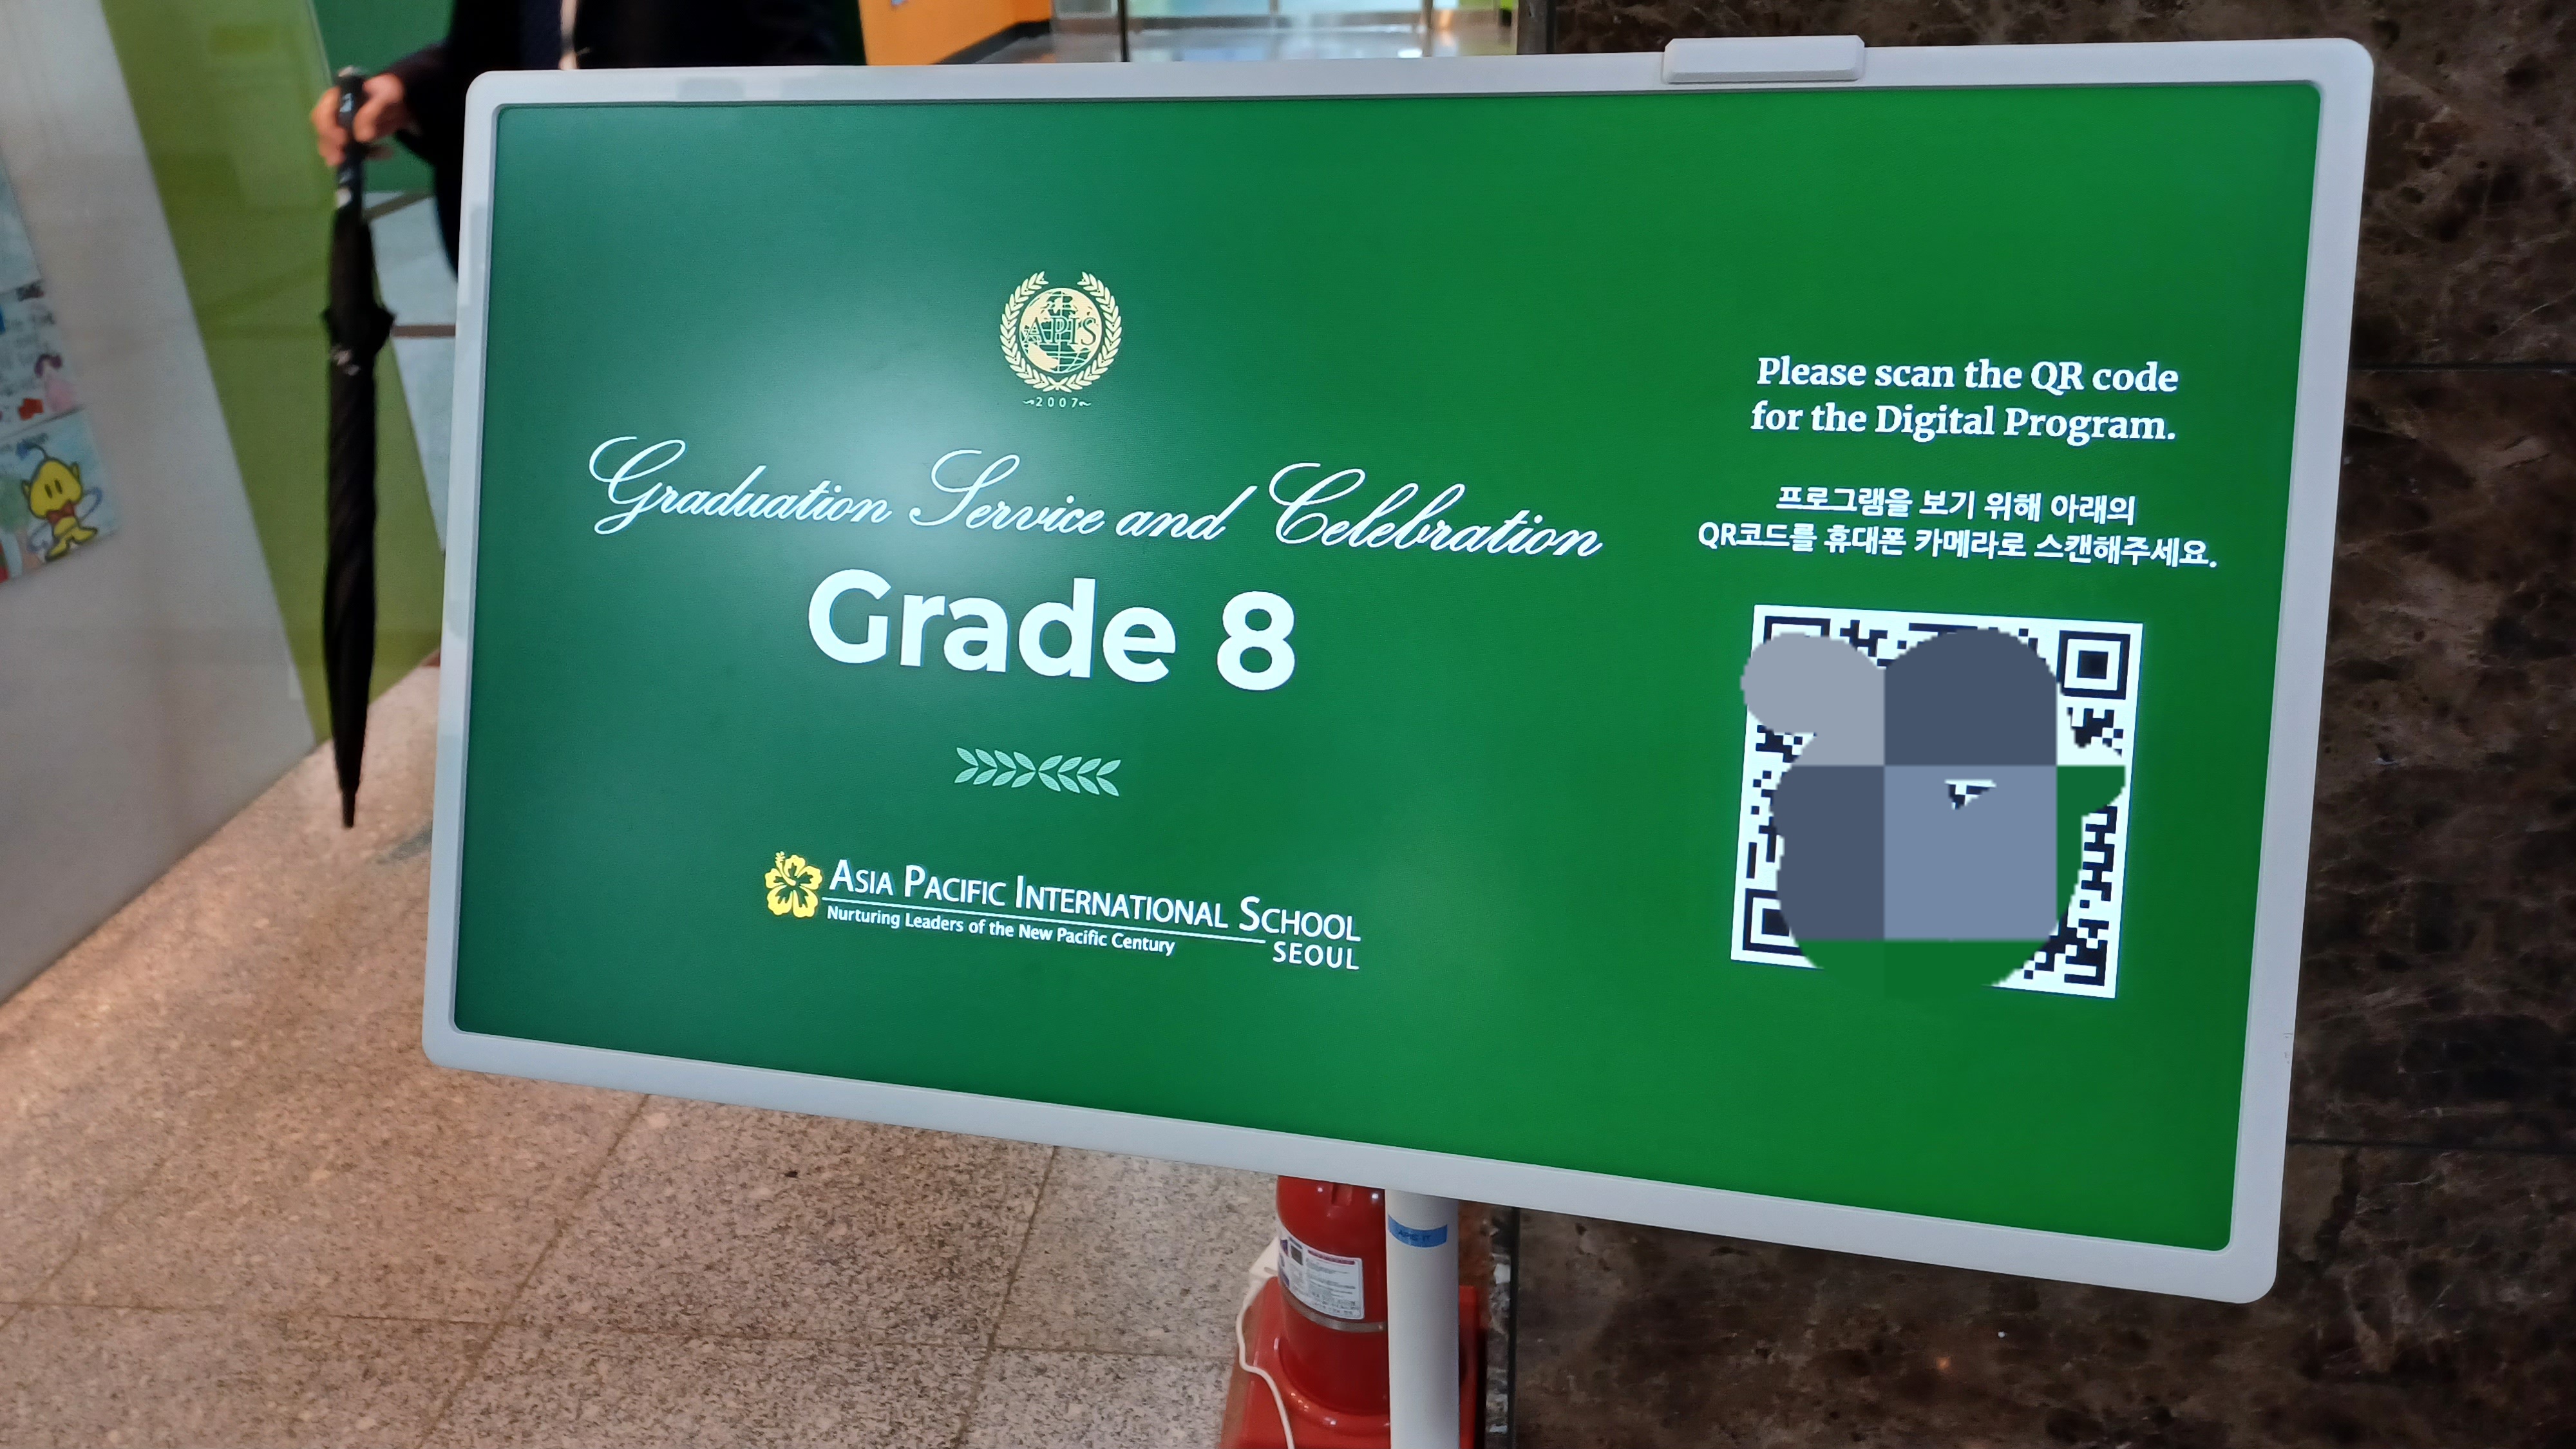 APIS
2007
Graduation Service and Celebration
Grade 8
ASIA PACIFIC INTERNATIONAL SCHOOL
Nurturing Leaders of the New Pacific Century
SEOUL
Please scan the QR code
for the Digital Program.
프로그램을 보기 위해 아래의
QR코드를 휴대폰 카메라로 스캔해주세요.